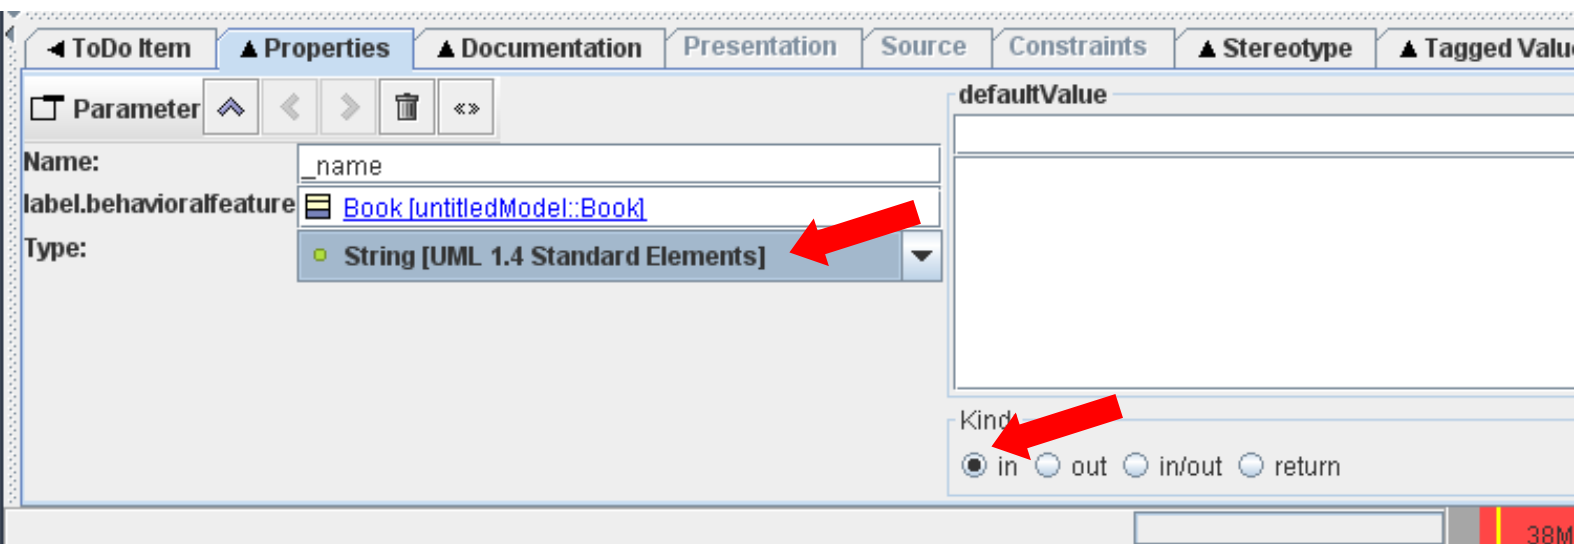 ToDo Item Properties Documentation Presentation Source Constraints Stereotype Tagged Value
Parameter «»
defaultValue
Name: _name
label.behavioralfeature Book [untitledModel::Book]
Type: String [UML 1.4 Standard Elements]
Kind:
in out in/out return
38M